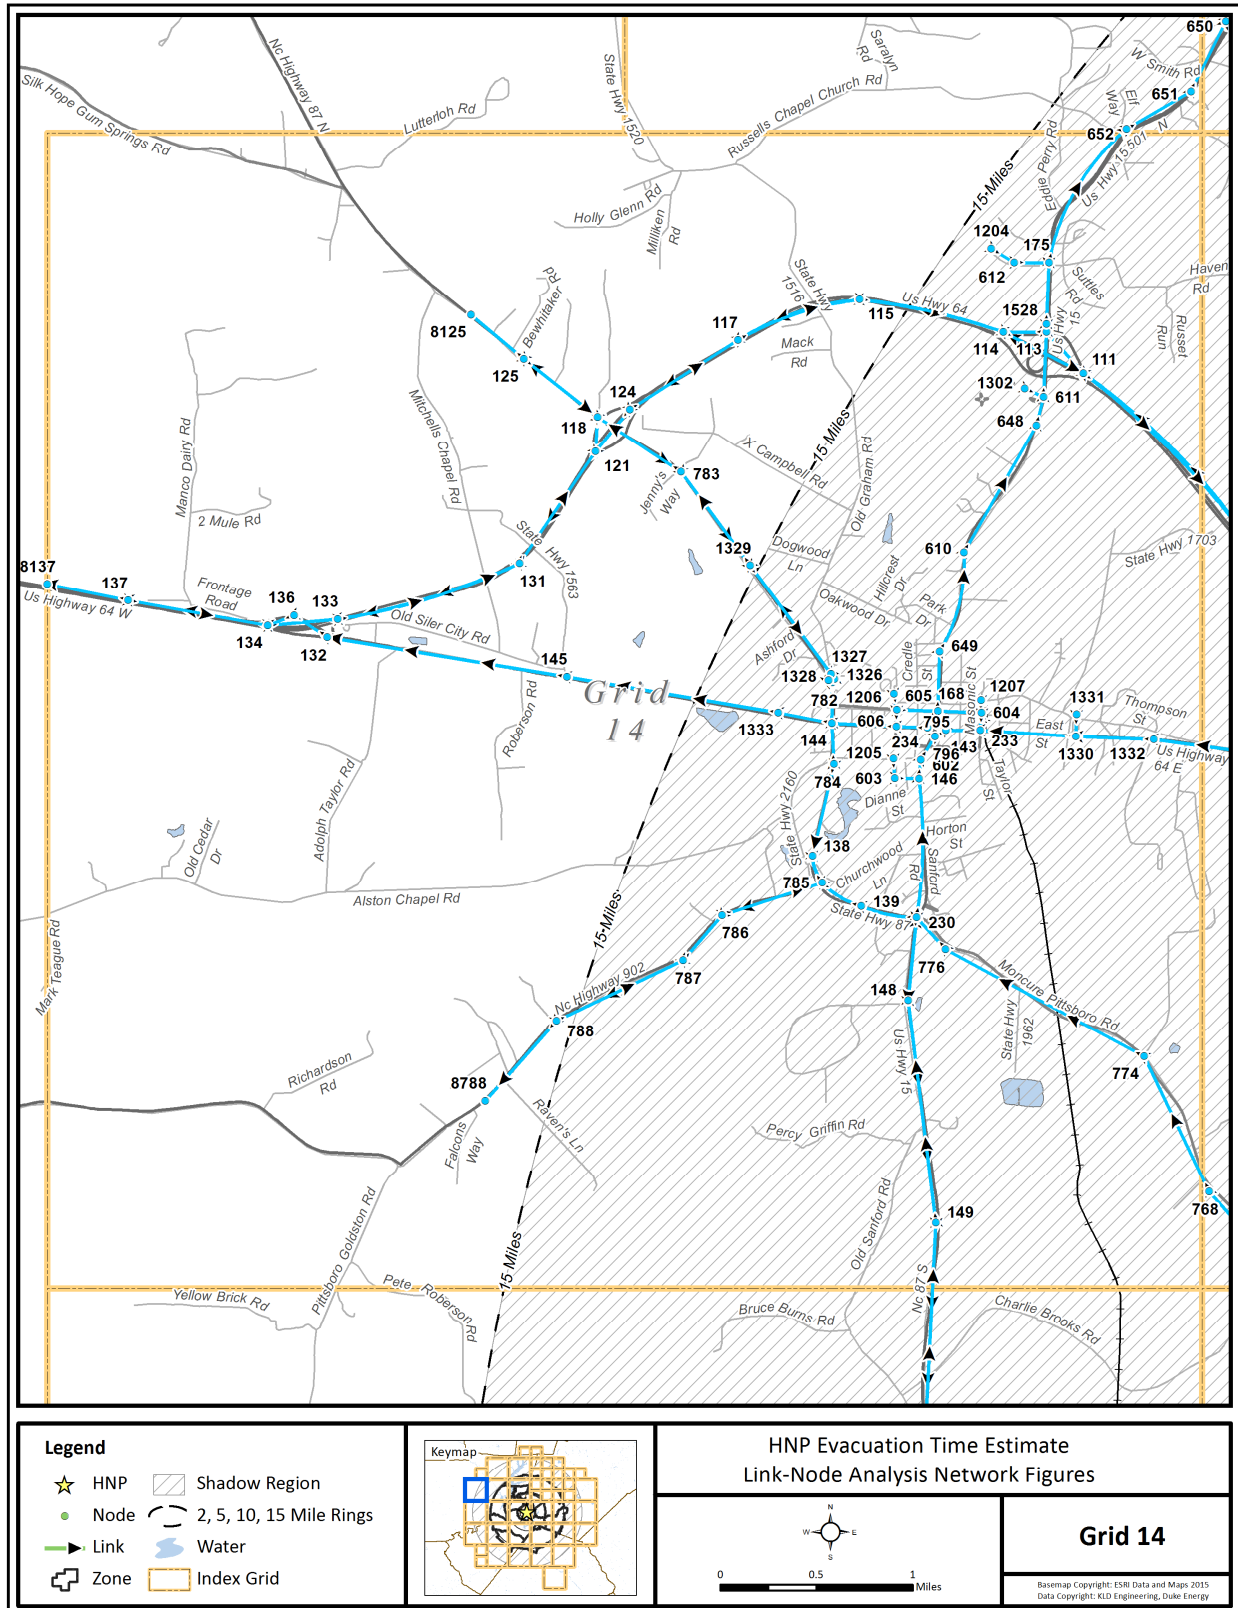 650
Nc Highway 87 N
Saralyn
Rd
W Smith Rd
Silk Hope Gum Springs Rd
State Hwy 1520
Russells Chapel Church Rd
651
Elf
Way
Lutterloh Rd
652
Us Hwy 15 501 N
Eddie Perry Rd
15-Miles
Holly Glenn Rd
Milliken
Rd
1204
175
612
Haven
Rd
State Hwy
1516
Suttles
Rd
Bewhitaker
Rd
8125
117
115
Us Hwy 64
1528
Us Hwy
15
Russet
Run
114
113
111
125
Mack
Rd
1302
611
124
118
648
Mitchells Chapel Rd
Manco Dairy Rd
121
15 Miles
X Campbell Rd
Old Graham Rd
783
Jenny's
Way
2 Mule Rd
State Hwy 1563
1329
Dogwood
Ln
610
State Hwy 1703
8137
137
Us Highway 64 W
Frontage
Road
136
133
131
Hillcrest
Dr
Oakwood Dr
Park
Dr
134
132
Old Siler City Rd
Ashford
Dr
649
Credle
St
145
1327
1326
1328
Masonic St
Grid
14
782
1206
605
168
1207
1331
Thompson
St
1333
606
795
604
East
St
144
234
143
233
1330
1332
Us Highway
64 E
1205
796
602
Roberson Rd
784
603
146
Taylor
St
Dianne
St
State Hwy 2160
Adolph Taylor Rd
Old Cedar
Dr
Horton
St
138
Churchwood
Ln
Sanford
Rd
785
Alston Chapel Rd
139
State Hwy 87
230
786
776
Mark Teague Rd
787
Nc Highway 902
148
Moncure Pittsboro Rd
788
State Hwy
1962
Us Hwy 15
774
Richardson
Rd
8788
Raven's Ln
Falcons
Way
Percy Griffin Rd
Old Sanford Rd
768
149
Pittsboro Goldston Rd
15 Miles
Nc 87 S
Yellow Brick Rd
Pete Roberson Rd
Bruce Burns Rd
Charlie Brooks Rd
Legend
HNP
Shadow Region
Node
2, 5, 10, 15 Mile Rings
Link
Water
Zone
Index Grid
Keymap
HNP Evacuation Time Estimate
Link-Node Analysis Network Figures
N
W
E
S
0
0.5
1
Miles
Grid 14
Basemap Copyright: ESRI Data and Maps 2015
Data Copyright: KLD Engineering, Duke Energy